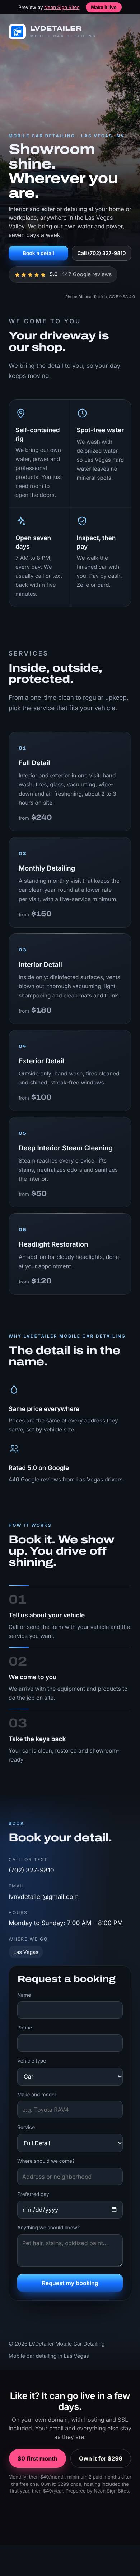 Preview by Neon Sign Sites. Make it live
LVDETAILER
MOBILE CAR DETAILING
MOBILE CAR DETAILING · LAS VEGAS, NV
Showroom
shine.
Wherever you
are.
Interior and exterior detailing at your home or
workplace, anywhere in the Las Vegas
Valley. We bring our own water and power,
seven days a week.
Book a detail
Call (702) 327-9810
★★★★★ 5.0 447 Google reviews
Photo: Dietmar Rabich, CC BY-SA 4.0
WE COME TO YOU
Your driveway is
our shop.
We bring the detail to you, so your day
keeps moving.
Self-contained
rig
We bring our own
water, power and
professional
products. You just
need room to
open the doors.
Spot-free water
We wash with
deionized water,
so Las Vegas hard
water leaves no
mineral spots.
Open seven
days
7 AM to 8 PM,
every day. We
usually call or text
back within five
minutes.
Inspect, then
pay
We walk the
finished car with
you. Pay by cash,
Zelle or card.
SERVICES
Inside, outside,
protected.
From a one-time clean to regular upkeep,
pick the service that fits your vehicle.
01
Full Detail
Interior and exterior in one visit: hand
wash, tires, glass, vacuuming, wipe-
down and air freshening, about 2 to 3
hours on site.
from $240
02
Monthly Detailing
A standing monthly visit that keeps the
car clean year round at a lower rate
per visit, with a five-service minimum.
from $150
03
Interior Detail
Inside only: disinfected surfaces, vents
blown out, thorough vacuuming, light
shampooing and clean mats and trunk.
from $180
04
Exterior Detail
Outside only: hand wash, tires cleaned
and shined, streak-free windows.
from $100
05
Deep Interior Steam Cleaning
Steam reaches every crevice, lifts
stains, neutralizes odors and sanitizes
the interior.
from $50
06
Headlight Restoration
An add-on for cloudy headlights, done
at your appointment.
from $120
WHY LVDETAILER MOBILE CAR DETAILING
The detail is in the
name.
Same price everywhere
Prices are the same at every address they
serve, set by vehicle size.
Rated 5.0 on Google
446 Google reviews from Las Vegas drivers.
HOW IT WORKS
Book it. We show
up. You drive off
shining.
01
Tell us about your vehicle
Call or send the form with your vehicle and the
service you want.
02
We come to you
We arrive with the equipment and products to
do the job on site.
03
Take the keys back
Your car is clean, restored and showroom-
ready.
BOOK
Book your detail.
CALL OR TEXT
(702) 327-9810
EMAIL
lvnvdetailer@gmail.com
HOURS
Monday to Sunday: 7:00 AM – 8:00 PM
WHERE WE GO
Las Vegas
Request a booking
Name
Phone
Vehicle type
Car
Make and model
e.g. Toyota RAV4
Service
Full Detail
Where should we come?
Address or neighborhood
Preferred day
mm/dd/yyyy
Anything we should know?
Pet hair, stains, oxidized paint...
Request my booking
© 2026 LVDetailer Mobile Car Detailing
Mobile car detailing in Las Vegas
Like it? It can go live in a few
days.
On your own domain, with hosting and SSL
included. Your email and everything else stay
as they are.
$0 first month
Own it for $299
Monthly: then $49/month, minimum 2 paid months after
the free one. Own it: $299 once, hosting included the
first year, then $49/year. Prepared by Neon Sign Sites.